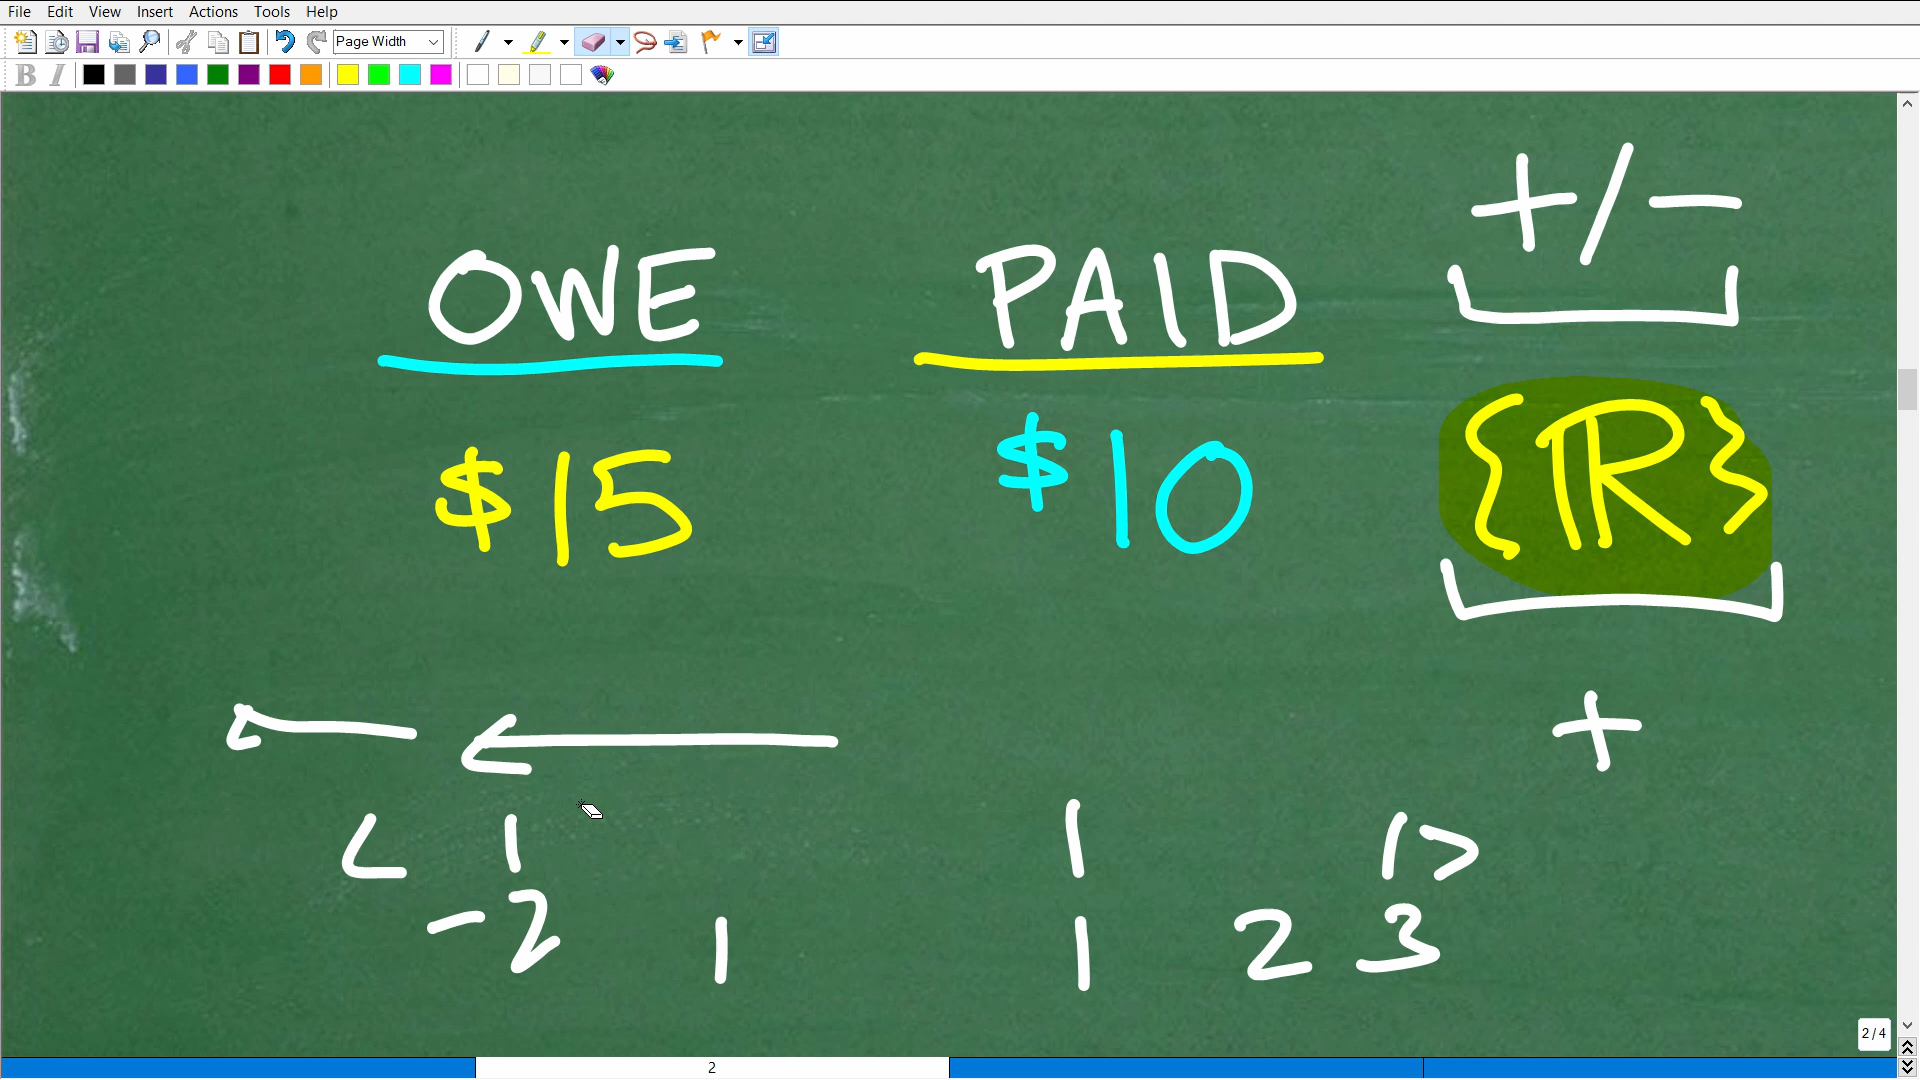 File Edit View Insert Actions Tools Help
Page Width
B I
+/-
OWE PAID
$15 $10
{ℝ}
+
< | | | >
-2 1 1 2 3
2 / 4
2